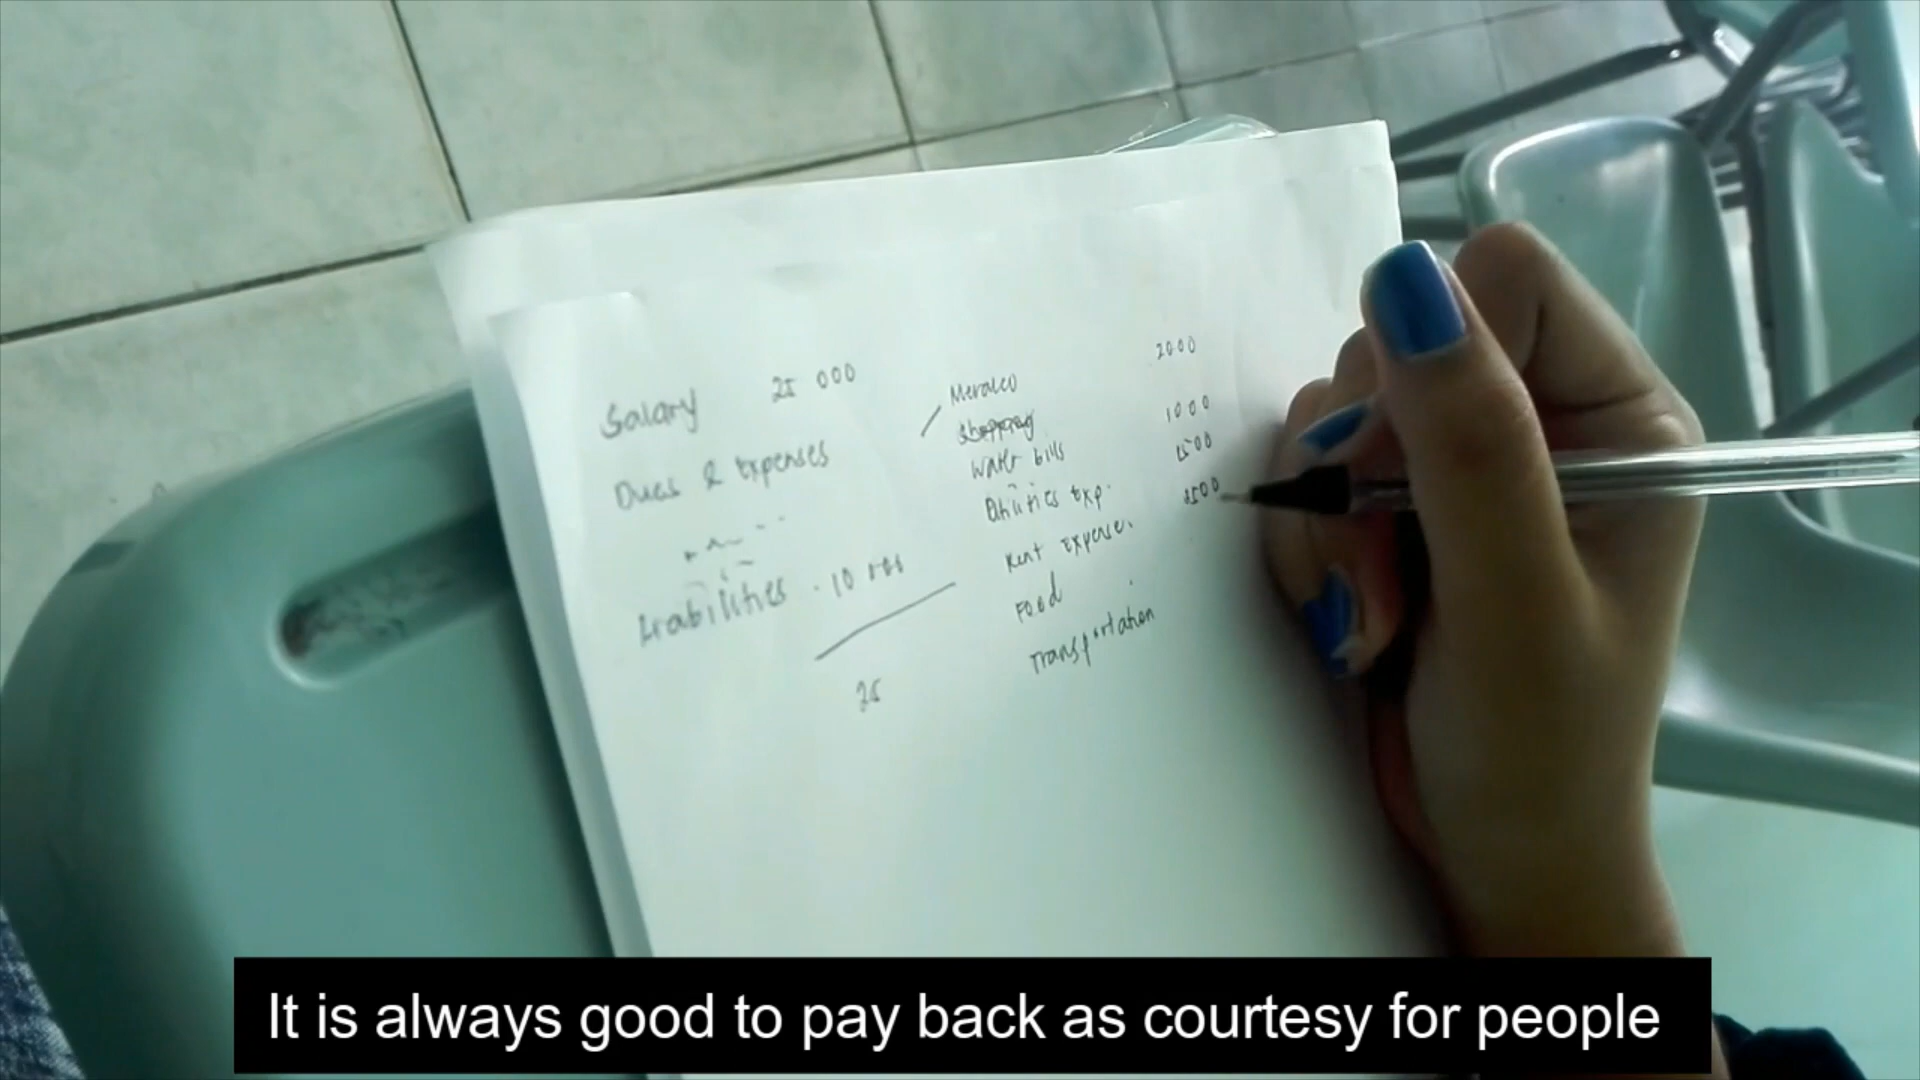 Salary 25 000
Dues & Expenses
Liabilities . 10 000
25
Meralco 2000
shopping
Water bills 1000
Utilities Exp. 1500
Rent expense. 2500
Food
Transportation
It is always good to pay back as courtesy for people